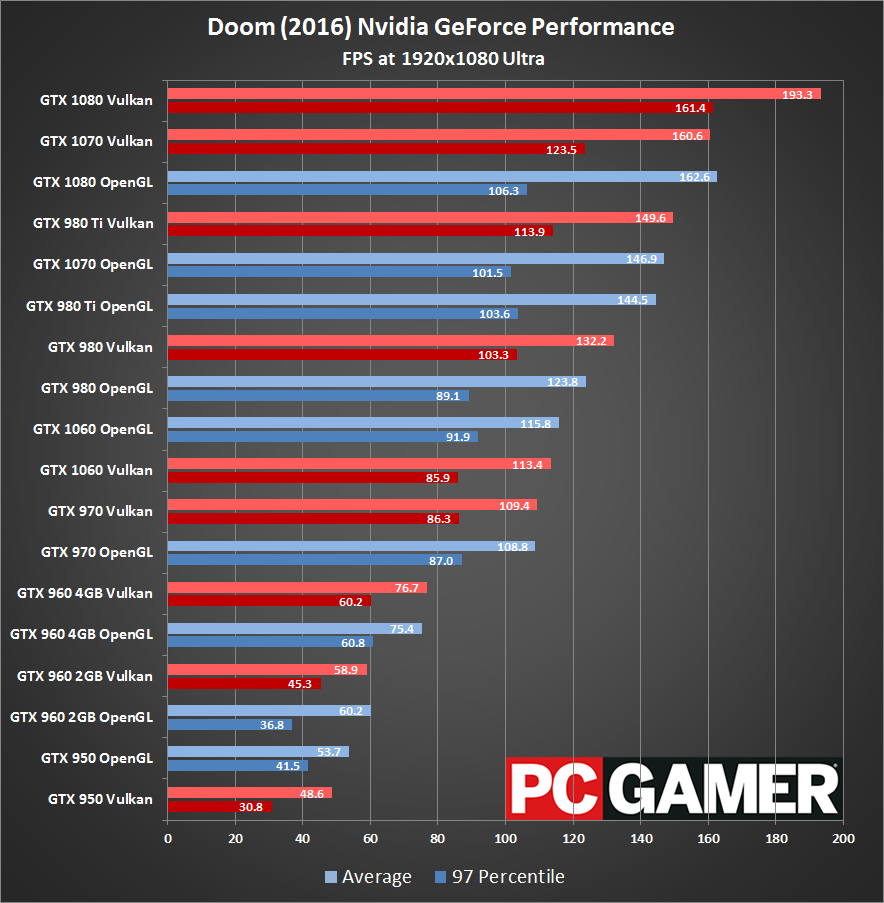 Doom (2016) Nvidia GeForce Performance
FPS at 1920x1080 Ultra
GTX 1080 Vulkan 193.3
161.4
GTX 1070 Vulkan 160.6
123.5
GTX 1080 OpenGL 162.6
106.3
GTX 980 Ti Vulkan 149.6
113.9
GTX 1070 OpenGL 146.9
101.5
GTX 980 Ti OpenGL 144.5
103.6
GTX 980 Vulkan 132.2
103.3
GTX 980 OpenGL 123.8
89.1
GTX 1060 OpenGL 115.8
91.9
GTX 1060 Vulkan 113.4
85.9
GTX 970 Vulkan 109.4
86.3
GTX 970 OpenGL 108.8
87.0
GTX 960 4GB Vulkan 76.7
60.2
GTX 960 4GB OpenGL 75.4
60.8
GTX 960 2GB Vulkan 58.9
45.3
GTX 960 2GB OpenGL 60.2
36.8
GTX 950 OpenGL 53.7
41.5
GTX 950 Vulkan 48.6
30.8
PC GAMER
0 20 40 60 80 100 120 140 160 180 200
Average 97 Percentile